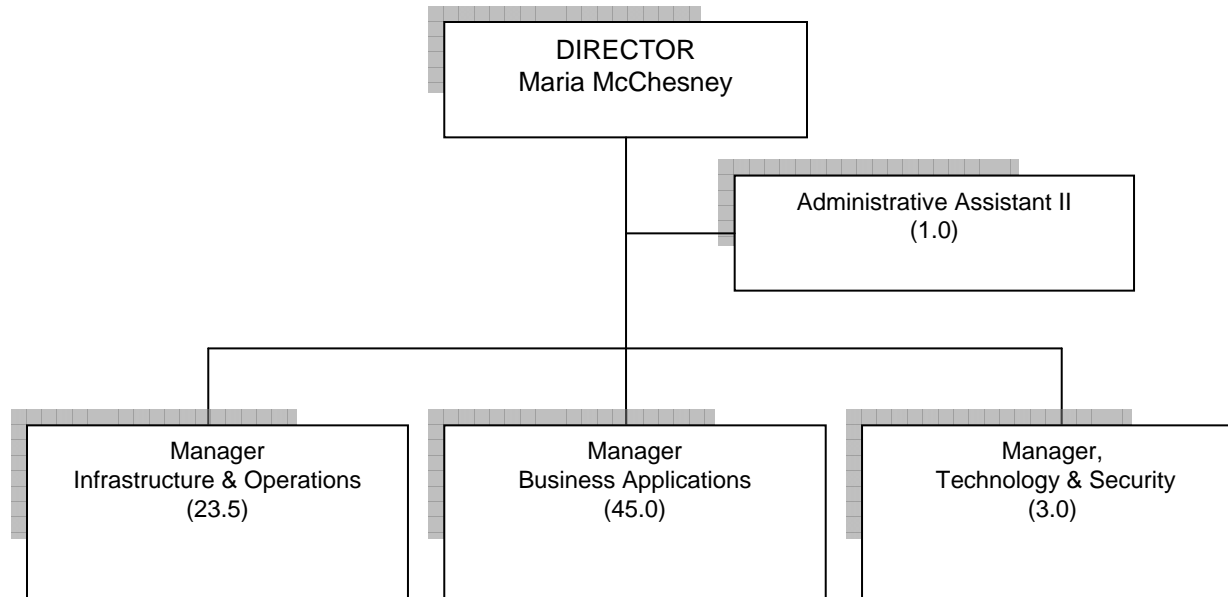 DIRECTOR
Maria McChesney
Administrative Assistant II
(1.0)
Manager
Infrastructure & Operations
(23.5)
Manager
Business Applications
(45.0)
Manager,
Technology & Security
(3.0)